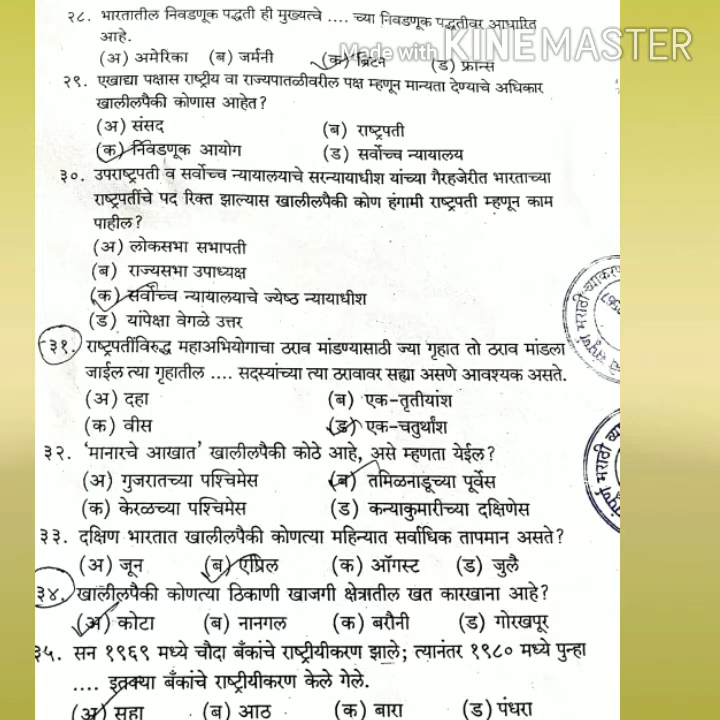 २८. भारतातील निवडणूक पद्धती ही मुख्यत्वे .... च्या निवडणूक पद्धतीवर आधारित
आहे.
(अ) अमेरिका (ब) जर्मनी (क) ब्रिटन (ड) फ्रान्स
Made with KINEMASTER
२९. एखाद्या पक्षास राष्ट्रीय वा राज्यपातळीवरील पक्ष म्हणून मान्यता देण्याचे अधिकार
खालीलपैकी कोणास आहेत?
(अ) संसद (ब) राष्ट्रपती
(क) निवडणूक आयोग (ड) सर्वोच्च न्यायालय
३०. उपराष्ट्रपती व सर्वोच्च न्यायालयाचे सरन्यायाधीश यांच्या गैरहजेरीत भारताच्या
राष्ट्रपतींचे पद रिक्त झाल्यास खालीलपैकी कोण हंगामी राष्ट्रपती म्हणून काम
पाहील?
(अ) लोकसभा सभापती
(ब) राज्यसभा उपाध्यक्ष
(क) सर्वोच्च न्यायालयाचे ज्येष्ठ न्यायाधीश
(ड) यांपेक्षा वेगळे उत्तर
३१. राष्ट्रपतींविरुद्ध महाअभियोगाचा ठराव मांडण्यासाठी ज्या गृहात तो ठराव मांडला
जाईल त्या गृहातील .... सदस्यांच्या त्या ठरावावर सह्या असणे आवश्यक असते.
(अ) दहा (ब) एक-तृतीयांश
(क) वीस (ड) एक-चतुर्थांश
३२. 'मानारचे आखात' खालीलपैकी कोठे आहे, असे म्हणता येईल?
(अ) गुजरातच्या पश्चिमेस (ब) तमिळनाडूच्या पूर्वेस
(क) केरळच्या पश्चिमेस (ड) कन्याकुमारीच्या दक्षिणेस
३३. दक्षिण भारतात खालीलपैकी कोणत्या महिन्यात सर्वाधिक तापमान असते?
(अ) जून (ब) एप्रिल (क) ऑगस्ट (ड) जुलै
३४. खालीलपैकी कोणत्या ठिकाणी खाजगी क्षेत्रातील खत कारखाना आहे?
(अ) कोटा (ब) नानगल (क) बरौनी (ड) गोरखपूर
३५. सन १९६९ मध्ये चौदा बँकांचे राष्ट्रीयीकरण झाले; त्यानंतर १९८० मध्ये पुन्हा
.... इतक्या बँकांचे राष्ट्रीयीकरण केले गेले.
(अ) सहा (ब) आठ (क) बारा (ड) पंधरा
मराठी व्याकरण
संपूर्ण मराठी